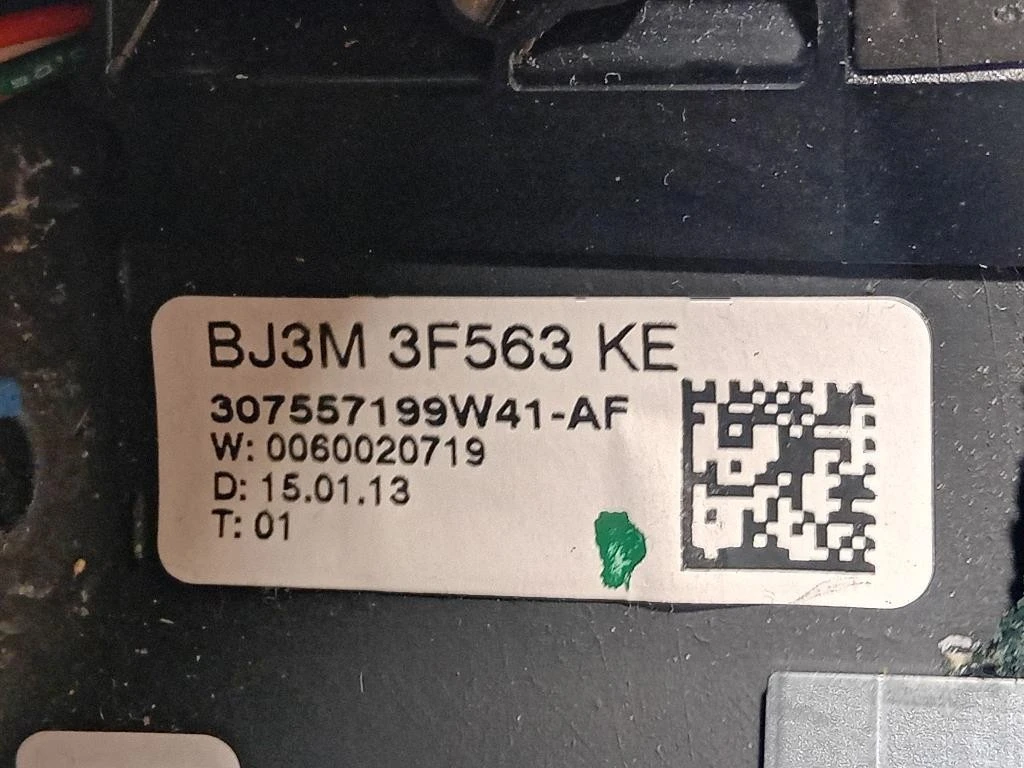 BJ3M 3F563 KE
307557199W41-AF
W: 0060020719
D: 15.01.13
T: 01